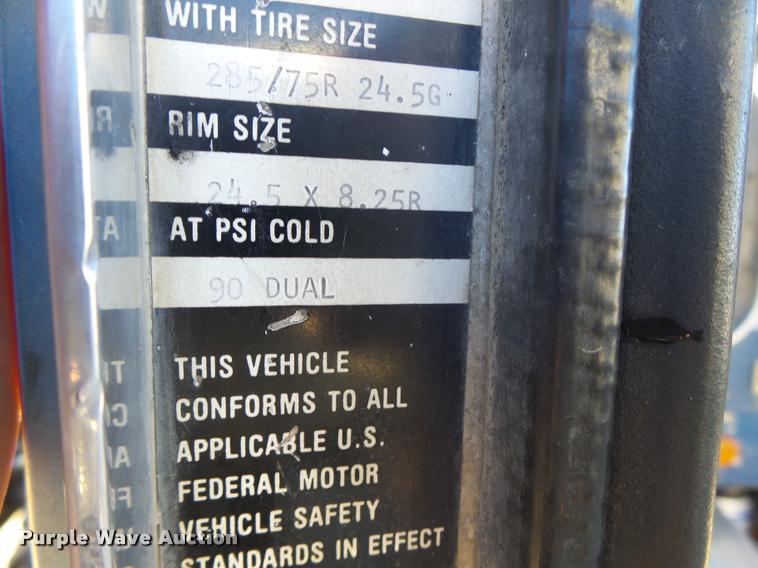 WITH TIRE SIZE
285/75R 24.5G
RIM SIZE
24.5 X 8.25R
AT PSI COLD
90 DUAL
THIS VEHICLE
CONFORMS TO ALL
APPLICABLE U.S.
FEDERAL MOTOR
VEHICLE SAFETY
STANDARDS IN EFFECT
Purple Wave Auction